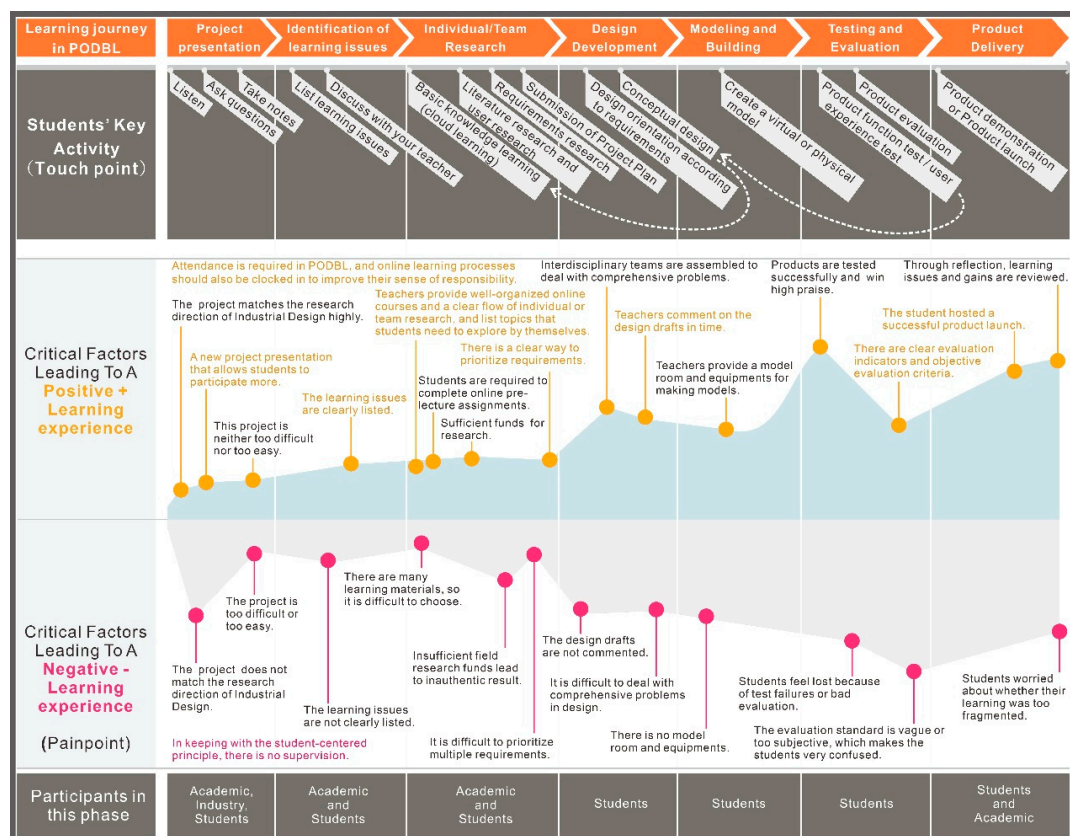 Learning journey
in PODBL
Project
presentation
Identification of
learning issues
Individual/Team
Research
Design
Development
Modeling and
Building
Testing and
Evaluation
Product
Delivery
Students' Key
Activity
(Touch point)
Listen
Ask questions
Take notes
List learning issues
Discuss with your
teacher
Basic knowledge learning
(cloud learning)
Literature research and
user research
Requirements research
Submission of Project Plan
Design orientation according
to requirements
Conceptual design
Create a virtual or physical
model
Product function test / user
experience test
Product evaluation
Product demonstration
or Product launch
Critical Factors
Leading To A
Positive +
Learning
experience
Attendance is required in PODBL, and online learning processes
should also be clocked in to improve their sense of responsibility.
The project matches the research
direction of Industrial Design highly.
A new project presentation
that allows students to
participate more.
This project is
neither too difficult
nor too easy.
The learning issues
are clearly listed.
Teachers provide well-organized online
courses and a clear flow of individual or
team research, and list topics that
students need to explore by themselves.
There is a clear way to
prioritize requirements.
Students are required to
complete online pre-
lecture assignments.
Sufficient funds for
research.
Interdisciplinary teams are assembled to
deal with comprehensive problems.
Teachers comment on the
design drafts in time.
Teachers provide a model
room and equipments for
making models.
Products are tested
successfully and win
high praise.
There are clear evaluation
indicators and objective
evaluation criteria.
The student hosted a
successful product launch.
Through reflection, learning
issues and gains are reviewed.
Critical Factors
Leading To A
Negative -
Learning
experience
(Painpoint)
The project does not
match the research
direction of Industrial
Design.
The project is
too difficult or
too easy.
In keeping with the student-centered
principle, there is no supervision.
The learning issues
are not clearly listed.
There are many
learning materials, so
it is difficult to choose.
Insufficient field
research funds lead
to inauthentic result.
It is difficult to prioritize
multiple requirements.
The design drafts
are not commented.
It is difficult to deal with
comprehensive problems
in design.
There is no model
room and equipments.
Students feel lost because
of test failures or bad
evaluation.
The evaluation standard is vague or
too subjective, which makes the
students very confused.
Students worried
about whether their
learning was too
fragmented.
Participants in
this phase
Academic,
Industry,
Students
Academic
and
Students
Academic
and
Students
Students
Students
Students
Students
and
Academic